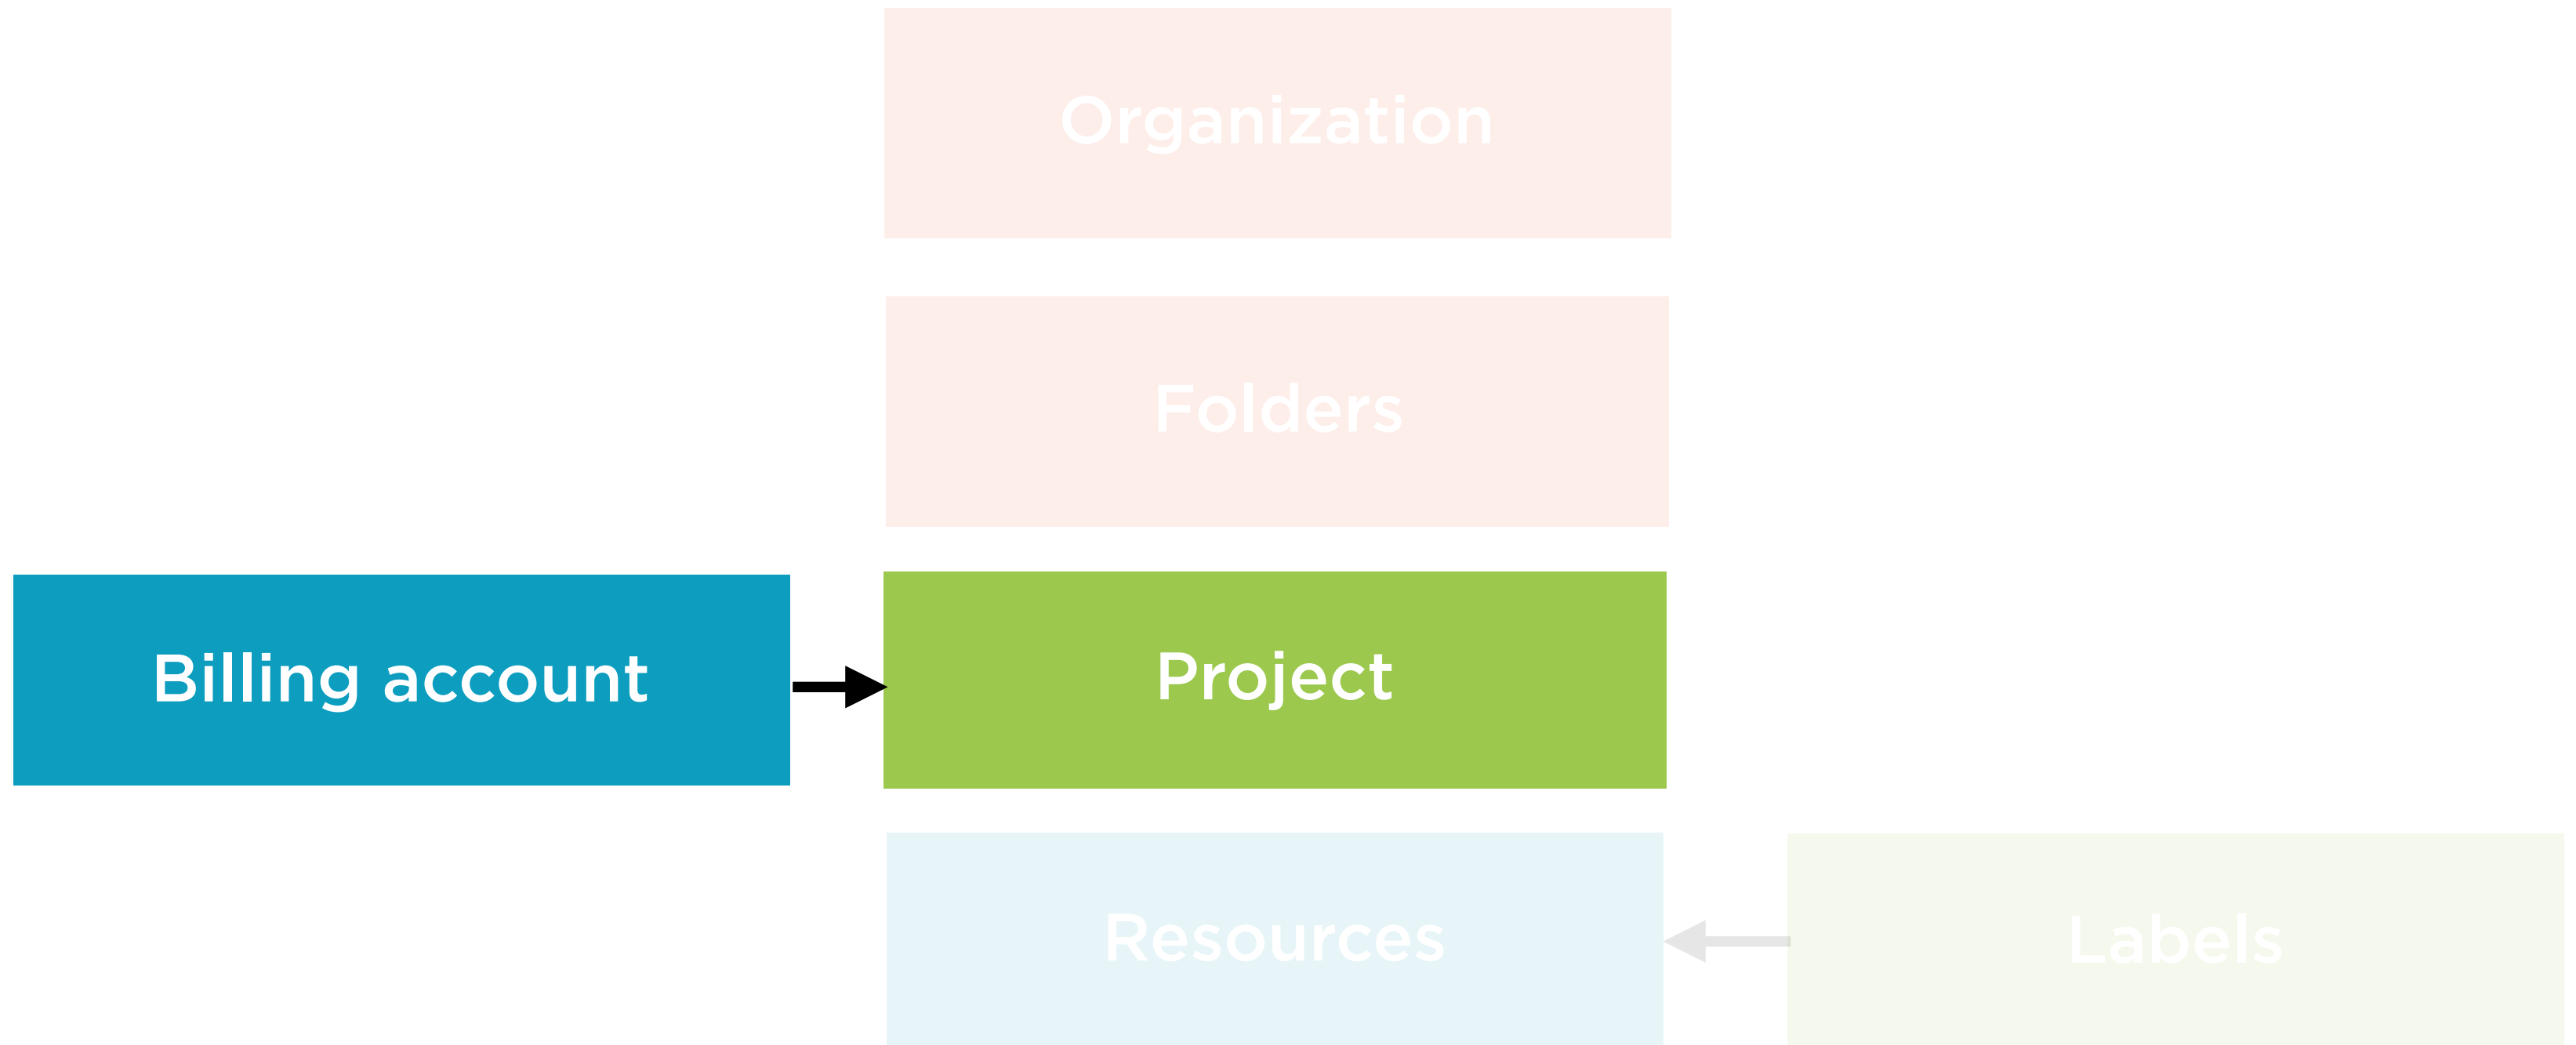 Organization
Folders
Billing account
Project
Resources
Labels